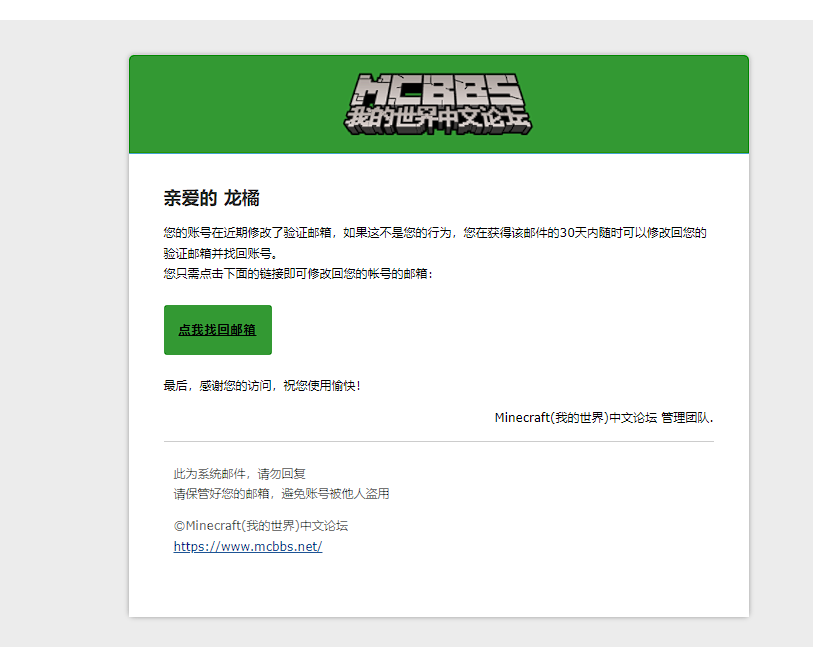 MCBBS
我的世界中文论坛
亲爱的 龙橘
您的账号在近期修改了验证邮箱，如果这不是您的行为，您在获得该邮件的30天内随时可以修改回您的
验证邮箱并找回账号。
您只需点击下面的链接即可修改回您的帐号的邮箱：
点我找回邮箱
最后，感谢您的访问，祝您使用愉快！
Minecraft(我的世界)中文论坛 管理团队.
此为系统邮件，请勿回复
请保管好您的邮箱，避免账号被他人盗用
©Minecraft(我的世界)中文论坛
https://www.mcbbs.net/